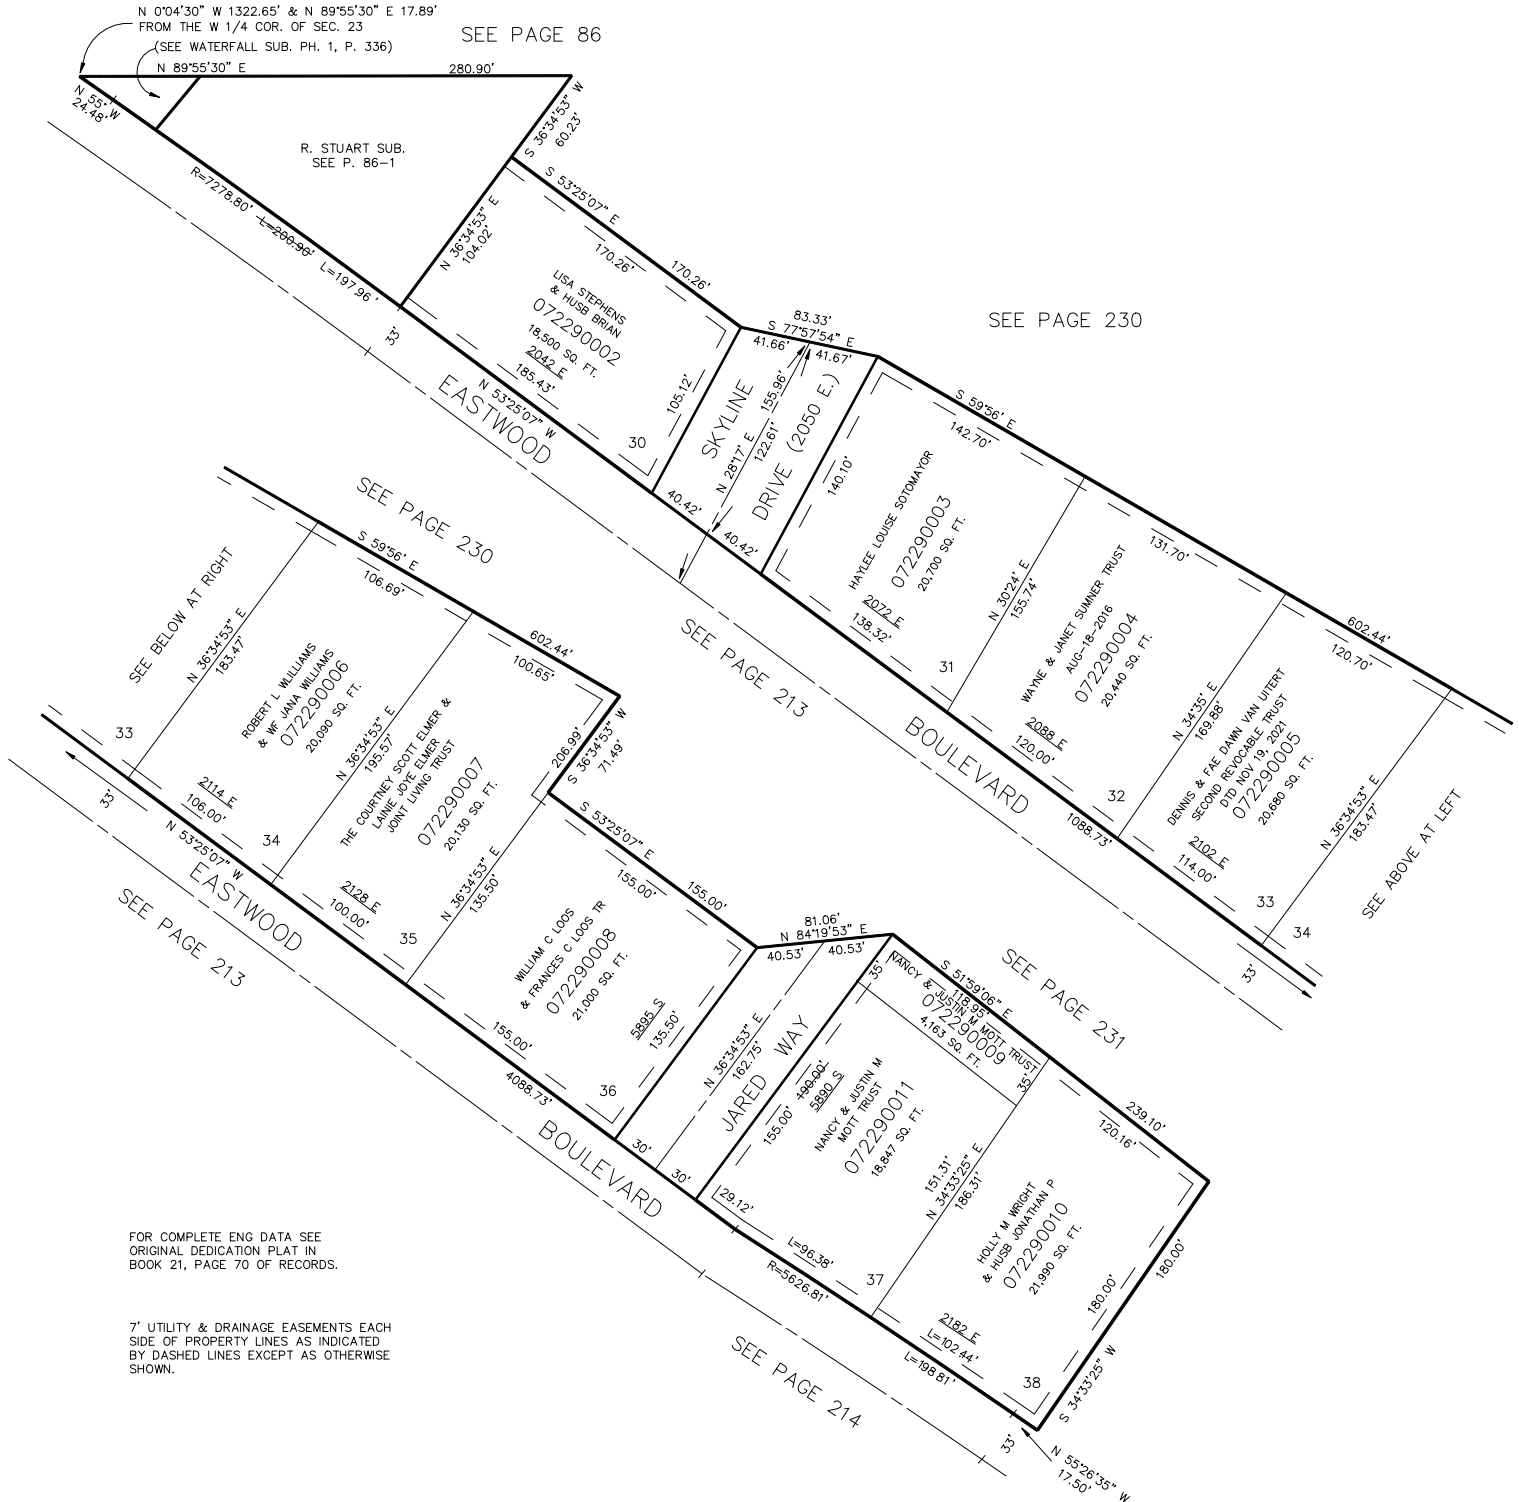 N 0°04'30" W 1322.65' & N 89°55'30" E 17.89'
FROM THE W 1/4 COR. OF SEC. 23
(SEE WATERFALL SUB. PH. 1, P. 336)
SEE PAGE 86
N 89°55'30" E
280.90'
N 55° W
24.48'
S 36°34'53" W
60.23'
R. STUART SUB.
SEE P. 86-1
R=7278.80'
L=200.90'
L=197.96'
N 36°34'53" E
104.02'
S 53°25'07" E
170.26'
170.26'
LISA STEPHENS
& HUSB BRIAN
072290002
18,500 SQ. FT.
2042 E
185.43'
30
105.12'
33'
N 53°25'07" W
EASTWOOD
83.33'
S 77°57'54" E
41.66'
41.67'
SKYLINE
DRIVE (2050 E.)
155.96'
N 28°17' E
122.61'
40.42'
40.42'
SEE PAGE 230
S 59°56' E
142.70'
140.10'
HAYLEE LOUISE SOTOMAYOR
072290003
20,700 SQ. FT.
2072 E
138.32'
31
N 30°24' E
155.74'
131.70'
WAYNE & JANET SUMNER TRUST
AUG-18-2016
072290004
20,440 SQ. FT.
2088 E
120.00'
32
N 34°35' E
169.88'
602.44'
120.70'
DENNIS & FAE DAWN VAN UITERT
SECOND REVOCABLE TRUST
DTD NOV 19, 2021
072290005
20,680 SQ. FT.
2102 E
114.00'
33
N 36°34'53" E
183.47'
SEE ABOVE AT LEFT
34
33'
1088.73'
SEE PAGE 213
BOULEVARD
SEE PAGE 230
SEE BELOW AT RIGHT
S 59°56' E
106.69'
N 36°34'53" E
183.47'
33
33'
ROBERT L WLILLIAMS
& WF JANA WILLIAMS
072290006
20,090 SQ. FT.
2114 E
106.00'
34
N 36°34'53" E
195.57'
602.44'
100.65'
THE COURTNEY SCOTT ELMER &
LAINIE JOYE ELMER
JOINT LIVING TRUST
072290007
20,130 SQ. FT.
2128 E
100.00'
35
206.99'
S 36°34'53" W
71.49'
N 36°34'53" E
135.50'
N 53°25'07" W
EASTWOOD
SEE PAGE 213
S 53°25'07" E
155.00'
155.00'
WILLIAM C LOOS
& FRANCES C LOOS TR
072290008
21,000 SQ. FT.
5895 S
135.50'
155.00'
36
4088.73'
BOULEVARD
81.06'
N 84°19'53" E
40.53'
40.53'
N 36°34'53" E
162.75'
JARED WAY
30'
30'
SEE PAGE 231
S 51°59'06" E
118.95'
35'
NANCY & JUSTIN M MOTT TRUST
072290009
4,163 SQ. FT.
35'
155.00'
190.00'
5890 S
NANCY & JUSTIN M
MOTT TRUST
072290011
18,847 SQ. FT.
29.12'
L=96.38'
R=5626.81'
37
151.31'
N 34°33'25" E
186.31'
239.10'
120.16'
HOLLY M WRIGHT
& HUSB JONATHAN P
072290010
21,990 SQ. FT.
2182 E
L=102.44'
L=198.81'
38
180.00'
180.00'
S 34°33'25" W
33'
N 55°26'35" W
17.50'
SEE PAGE 214
FOR COMPLETE ENG DATA SEE
ORIGINAL DEDICATION PLAT IN
BOOK 21, PAGE 70 OF RECORDS.
7' UTILITY & DRAINAGE EASEMENTS EACH
SIDE OF PROPERTY LINES AS INDICATED
BY DASHED LINES EXCEPT AS OTHERWISE
SHOWN.